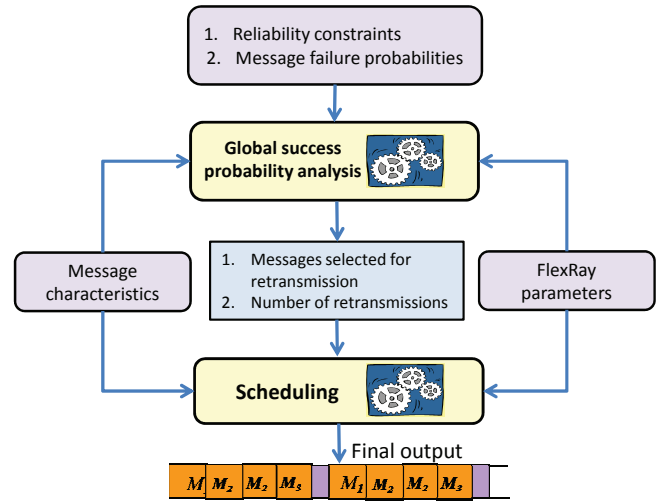 1. Reliability constraints
2. Message failure probabilities
Global success
probability analysis
Message
characteristics
1. Messages selected for
retransmission
2. Number of retransmissions
FlexRay
parameters
Scheduling
Final output
M M₂ M₂ M₃ M₁ M₂ M₂ M₃